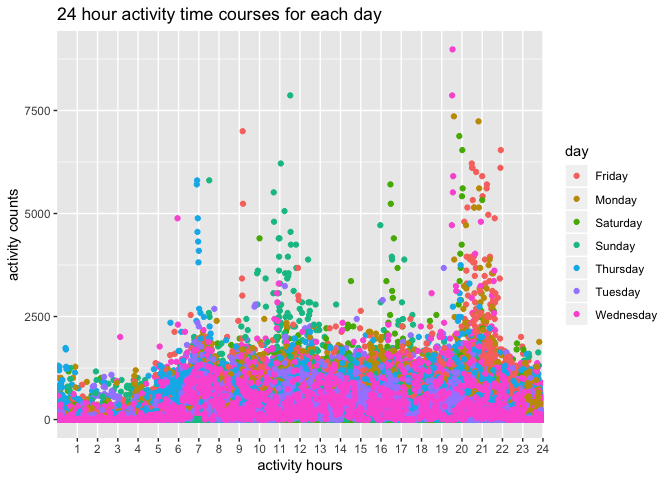 24 hour activity time courses for each day
activity counts
7500
5000
2500
0
1 2 3 4 5 6 7 8 9 10 11 12 13 14 15 16 17 18 19 20 21 22 23 24
activity hours
day
Friday
Monday
Saturday
Sunday
Thursday
Tuesday
Wednesday